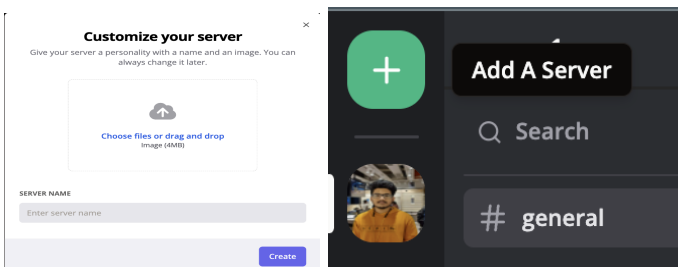 Customize your server
Give your server a personality with a name and an image. You can
always change it later.
Choose files or drag and drop
Image (4MB)
SERVER NAME
Enter server name
Create
Add A Server
Search
# general